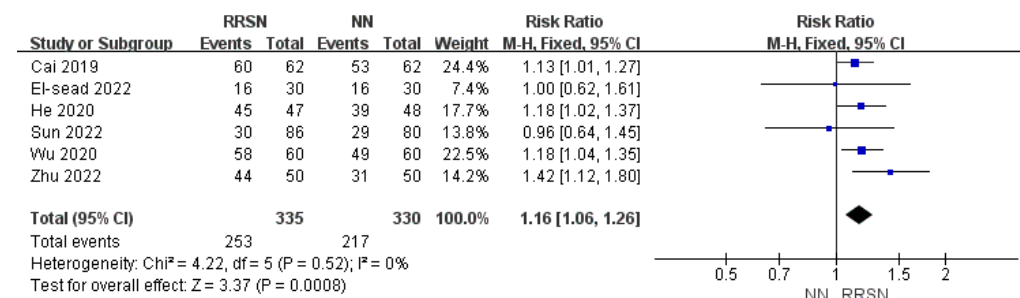 RRSN NN Risk Ratio Risk Ratio
Study or Subgroup Events Total Events Total Weight M-H, Fixed, 95% CI M-H, Fixed, 95% CI
Cai 2019 60 62 53 62 24.4% 1.13 [1.01, 1.27]
El-sead 2022 16 30 16 30 7.4% 1.00 [0.62, 1.61]
He 2020 45 47 39 48 17.7% 1.18 [1.02, 1.37]
Sun 2022 30 86 29 80 13.8% 0.96 [0.64, 1.45]
Wu 2020 58 60 49 60 22.5% 1.18 [1.04, 1.35]
Zhu 2022 44 50 31 50 14.2% 1.42 [1.12, 1.80]
Total (95% CI) 335 330 100.0% 1.16 [1.06, 1.26]
Total events 253 217
Heterogeneity: Chi² = 4.22, df = 5 (P = 0.52); I² = 0%
Test for overall effect: Z = 3.37 (P = 0.0008)
0.5 0.7 1 1.5 2
NN RRSN